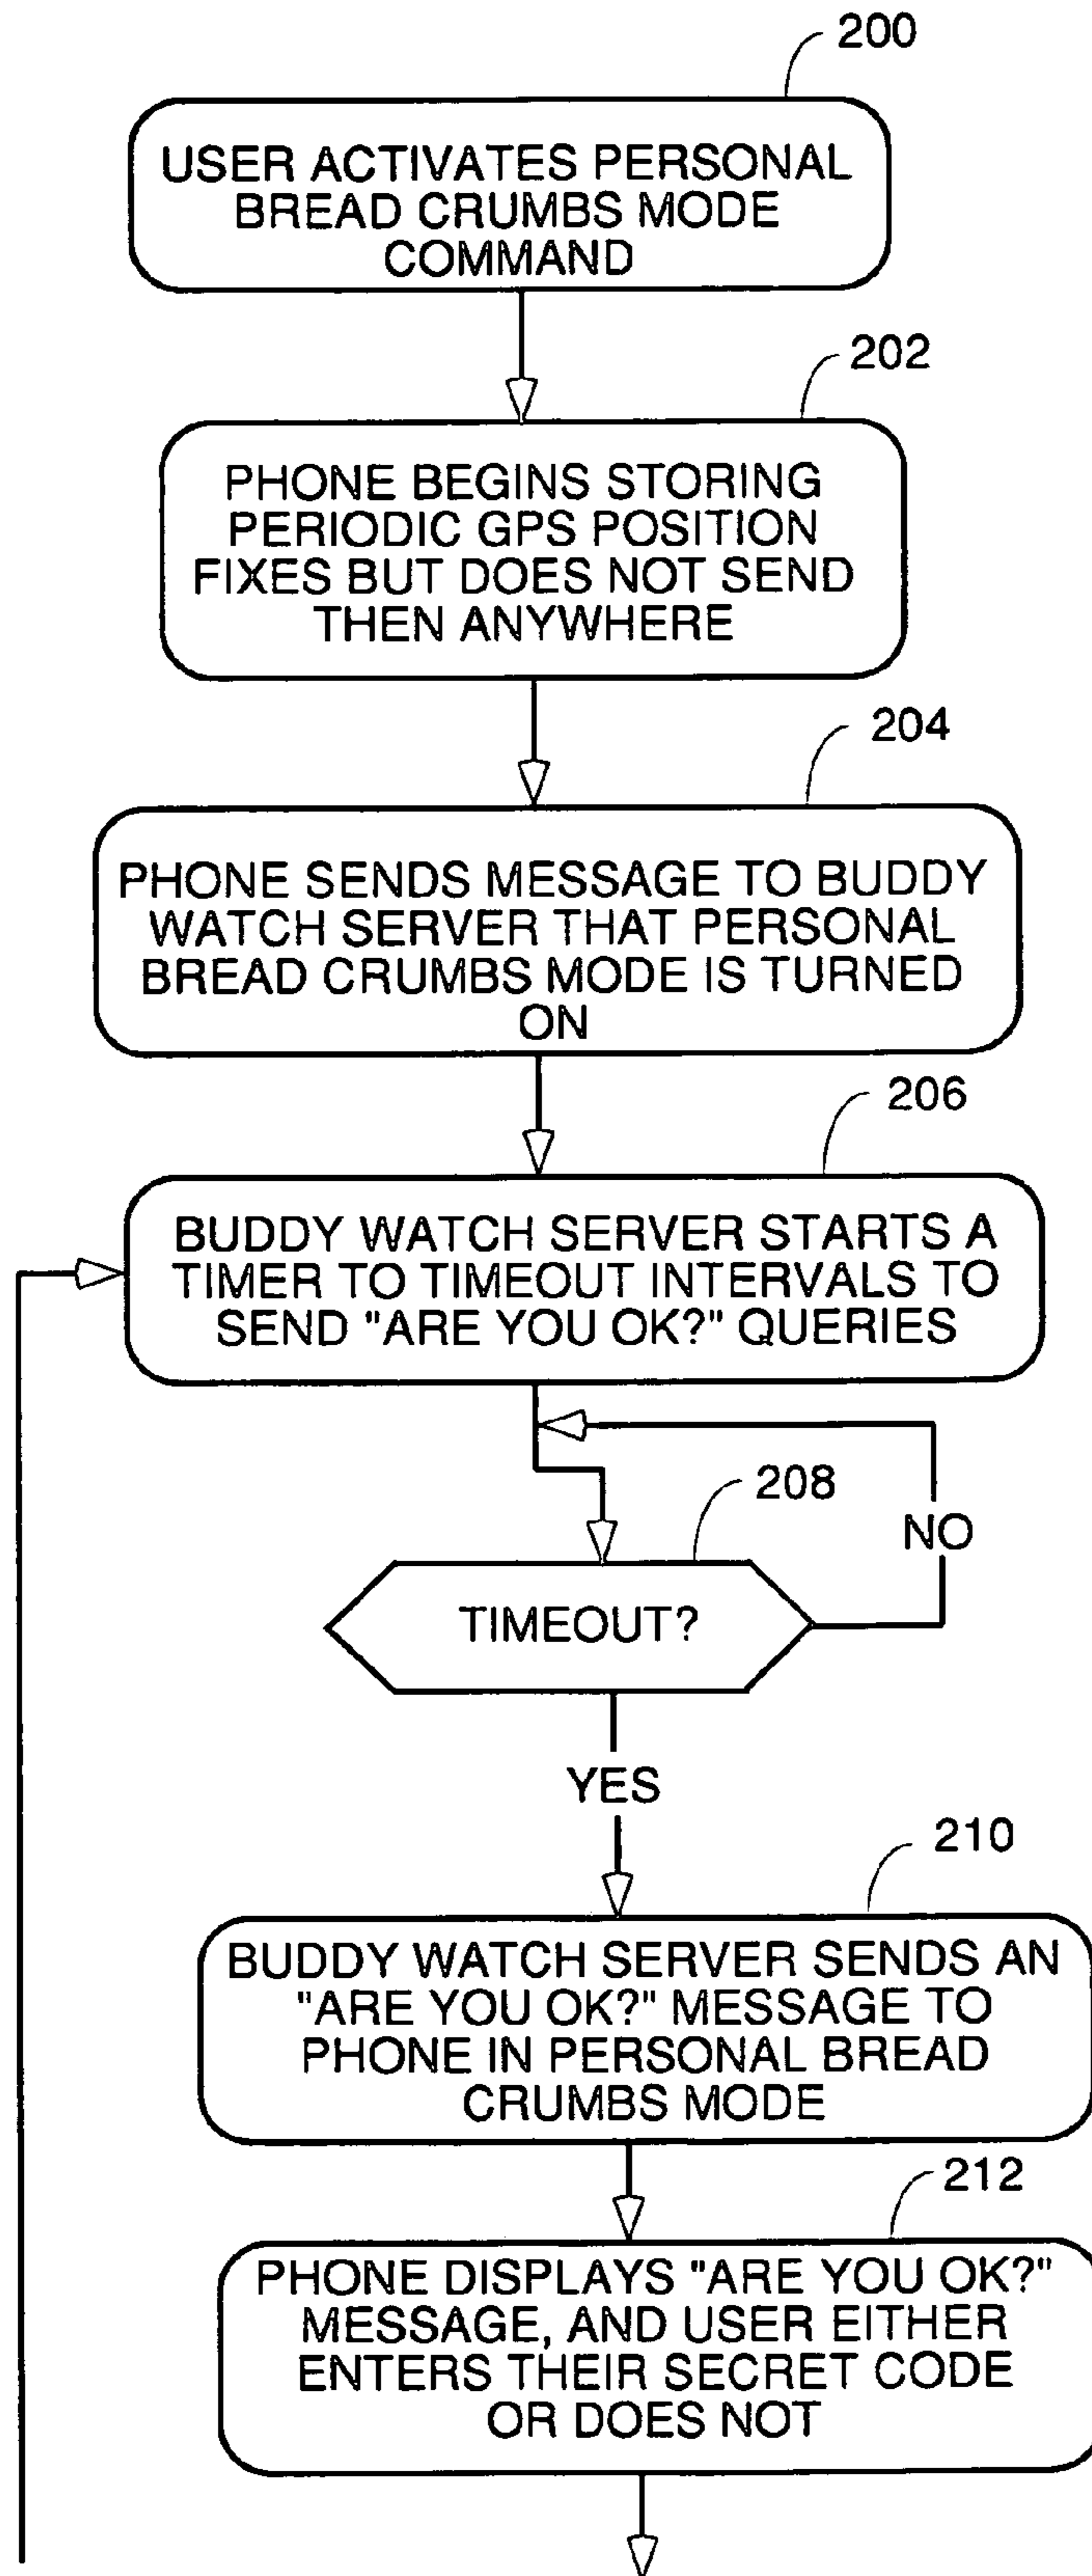 200
USER ACTIVATES PERSONAL
BREAD CRUMBS MODE
COMMAND
202
PHONE BEGINS STORING
PERIODIC GPS POSITION
FIXES BUT DOES NOT SEND
THEN ANYWHERE
204
PHONE SENDS MESSAGE TO BUDDY
WATCH SERVER THAT PERSONAL
BREAD CRUMBS MODE IS TURNED
ON
206
BUDDY WATCH SERVER STARTS A
TIMER TO TIMEOUT INTERVALS TO
SEND "ARE YOU OK?" QUERIES
208
NO
TIMEOUT?
YES
210
BUDDY WATCH SERVER SENDS AN
"ARE YOU OK?" MESSAGE TO
PHONE IN PERSONAL BREAD
CRUMBS MODE
212
PHONE DISPLAYS "ARE YOU OK?"
MESSAGE, AND USER EITHER
ENTERS THEIR SECRET CODE
OR DOES NOT